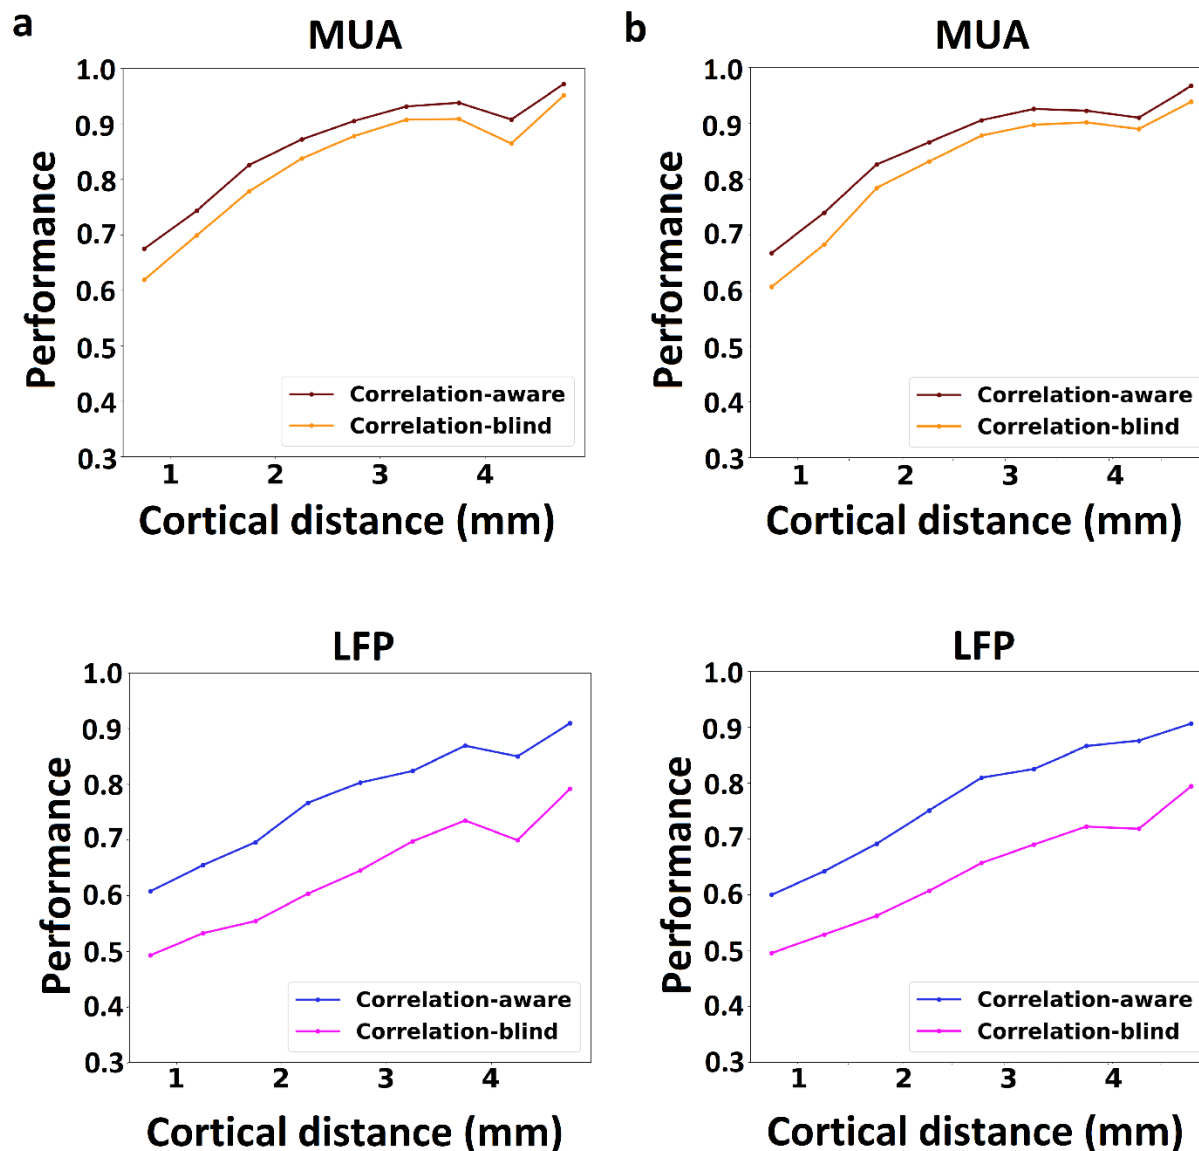 a
MUA
Performance
1.0
0.9
0.8
0.7
0.6
0.5
0.4
0.3
Correlation-aware
Correlation-blind
1 2 3 4
Cortical distance (mm)
b
MUA
Performance
1.0
0.9
0.8
0.7
0.6
0.5
0.4
0.3
Correlation-aware
Correlation-blind
1 2 3 4
Cortical distance (mm)
LFP
Performance
1.0
0.9
0.8
0.7
0.6
0.5
0.4
0.3
Correlation-aware
Correlation-blind
1 2 3 4
Cortical distance (mm)
LFP
Performance
1.0
0.9
0.8
0.7
0.6
0.5
0.4
0.3
Correlation-aware
Correlation-blind
1 2 3 4
Cortical distance (mm)